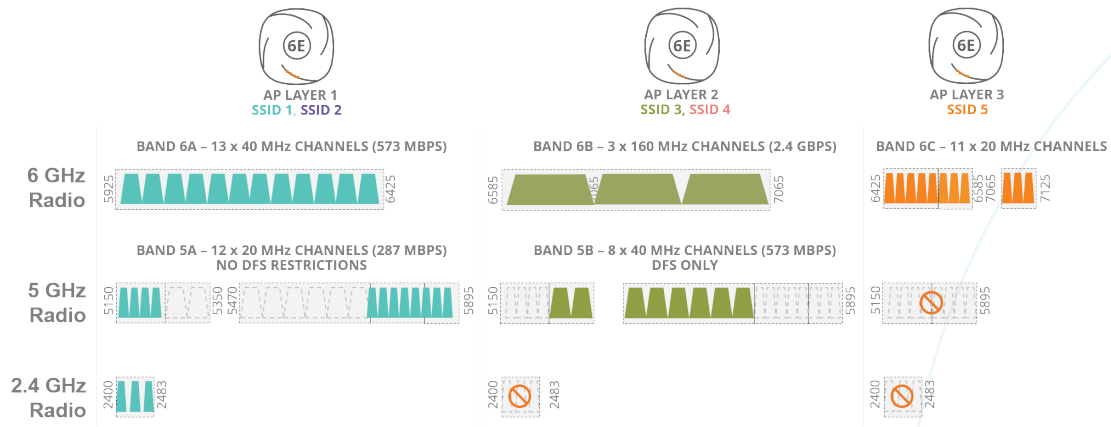 6E
6E
6E
AP LAYER 1
SSID 1, SSID 2
AP LAYER 2
SSID 3, SSID 4
AP LAYER 3
SSID 5
6 GHz
Radio
BAND 6A – 13 x 40 MHz CHANNELS (573 MBPS)
5925
6425
BAND 6B – 3 x 160 MHz CHANNELS (2.4 GBPS)
6585
7065
BAND 6C – 11 x 20 MHz CHANNELS
6425
6585
7065
7125
5 GHz
Radio
BAND 5A – 12 x 20 MHz CHANNELS (287 MBPS)
NO DFS RESTRICTIONS
5150
5350
5470
5895
BAND 5B – 8 x 40 MHz CHANNELS (573 MBPS)
DFS ONLY
5150
5895
5150
5895
2.4 GHz
Radio
2400
2483
2400
2483
2400
2483